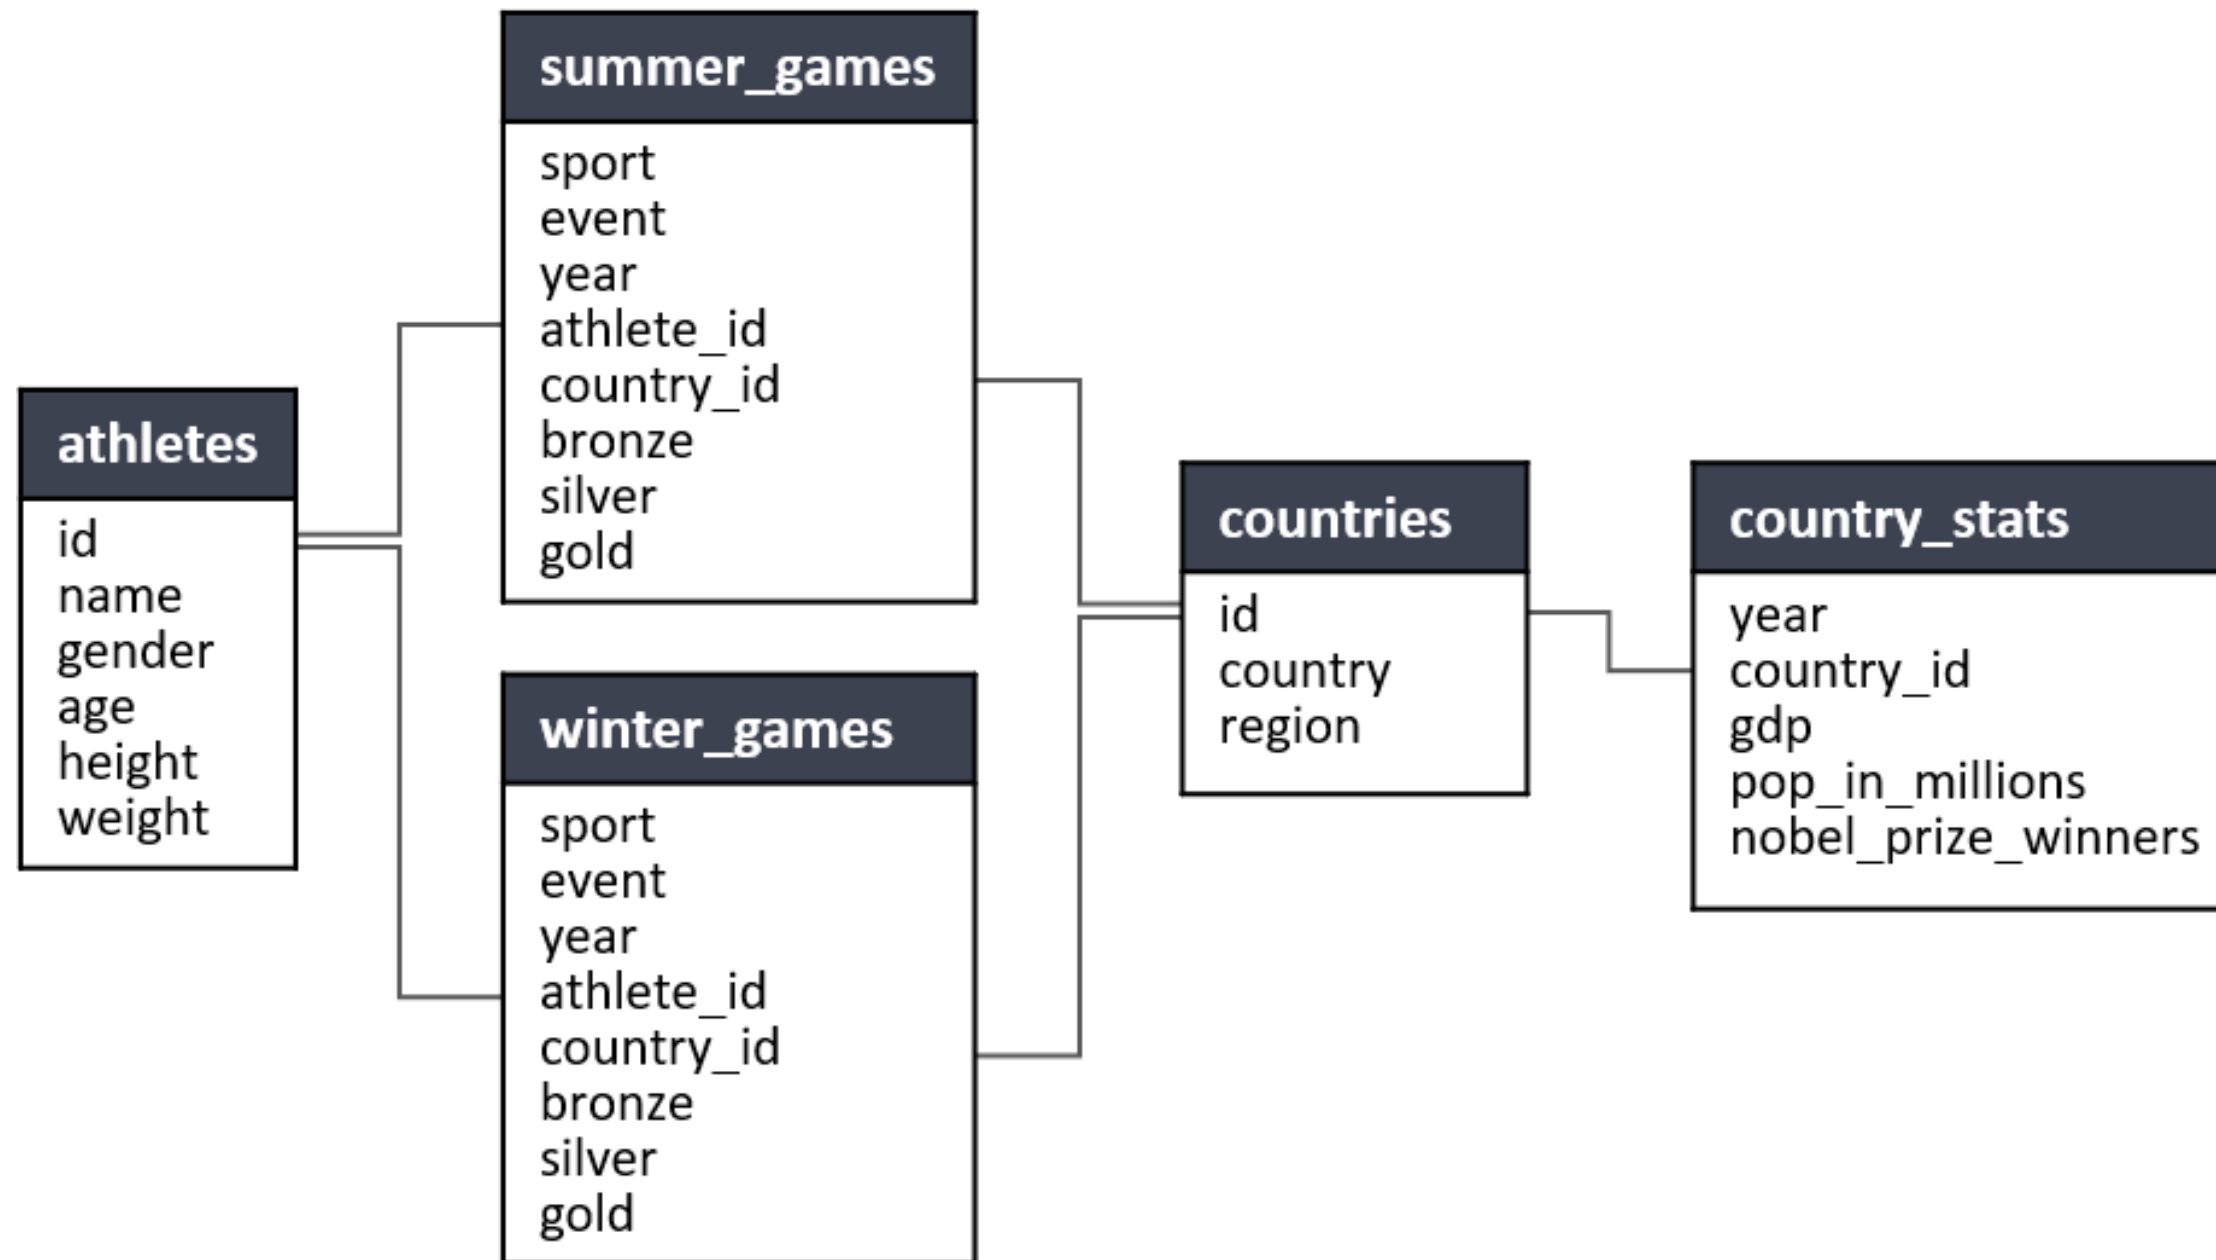 summer_games
sport
event
year
athlete_id
country_id
bronze
silver
gold
athletes
id
name
gender
age
height
weight
winter_games
sport
event
year
athlete_id
country_id
bronze
silver
gold
countries
id
country
region
country_stats
year
country_id
gdp
pop_in_millions
nobel_prize_winners